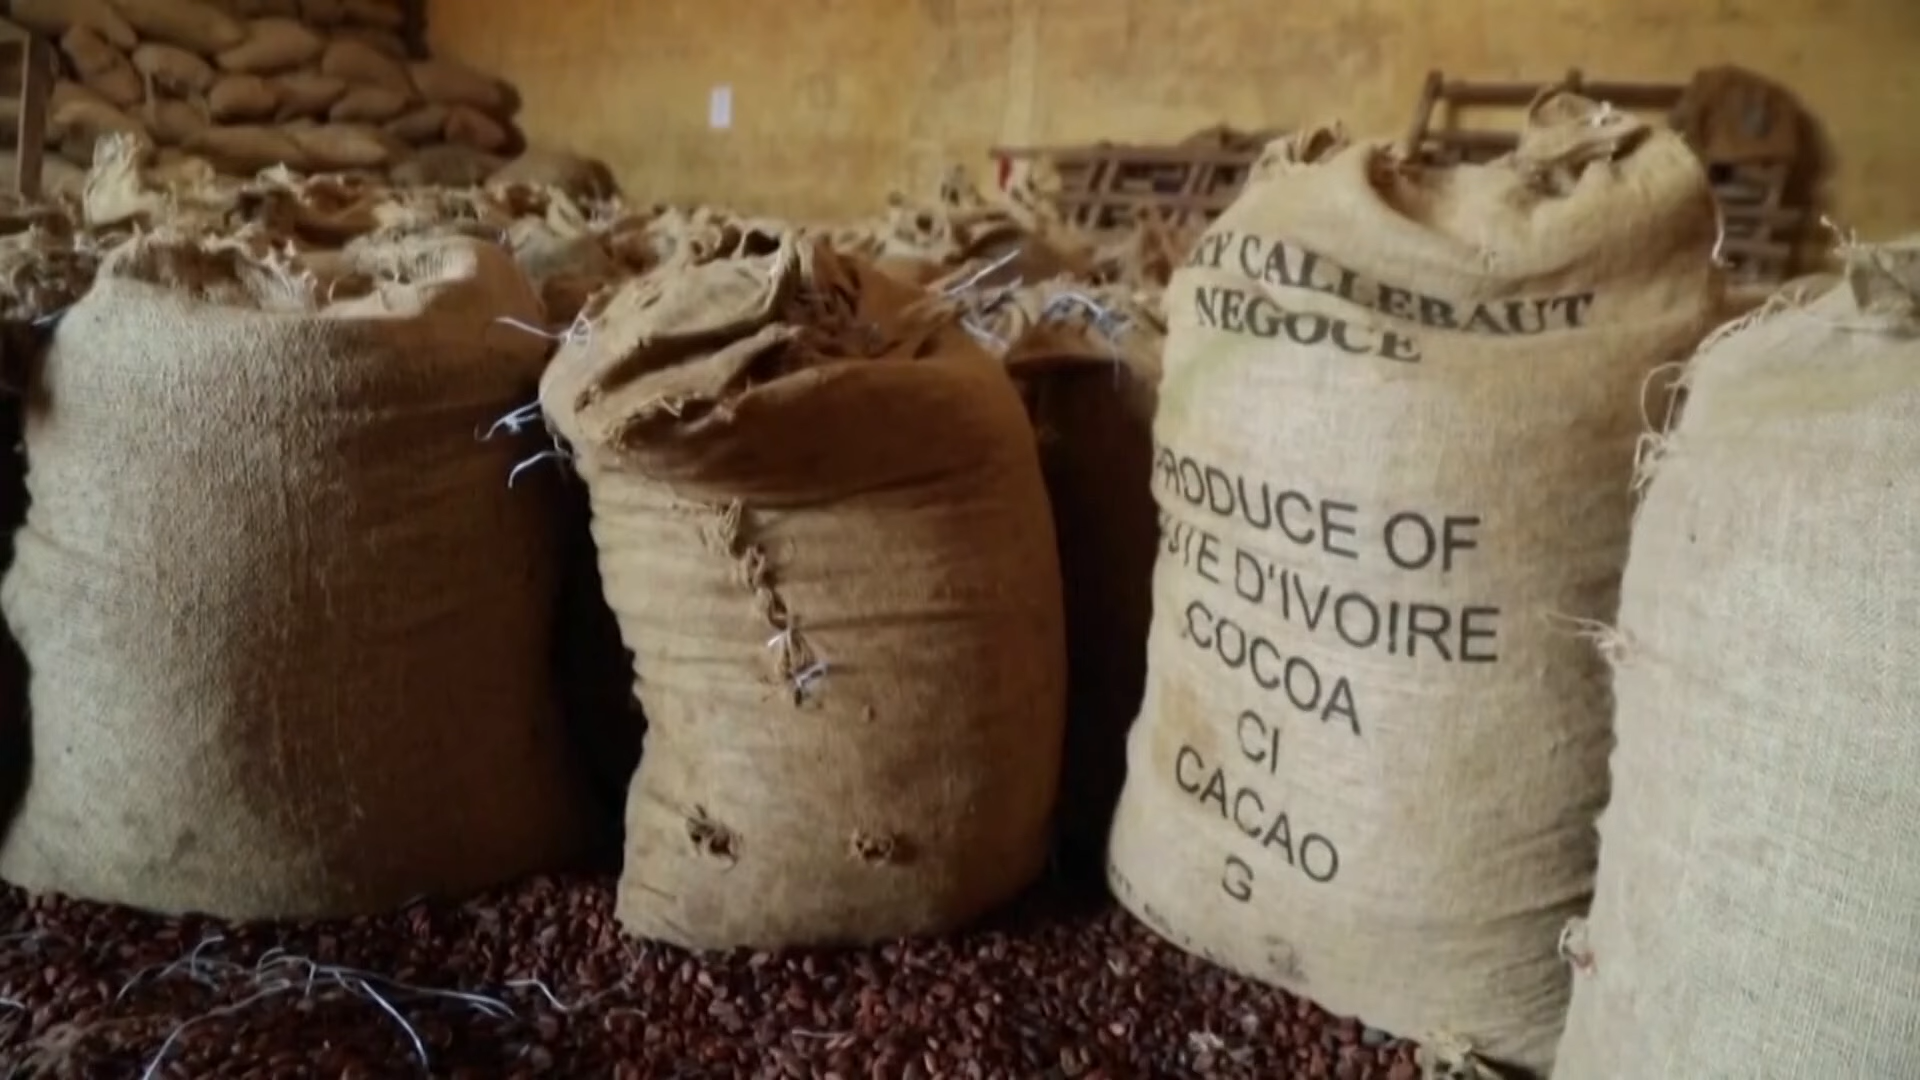 CALLEBAUT
NEGOCE
PRODUCE OF
D'IVOIRE
COCOA
CI
CACAO
G